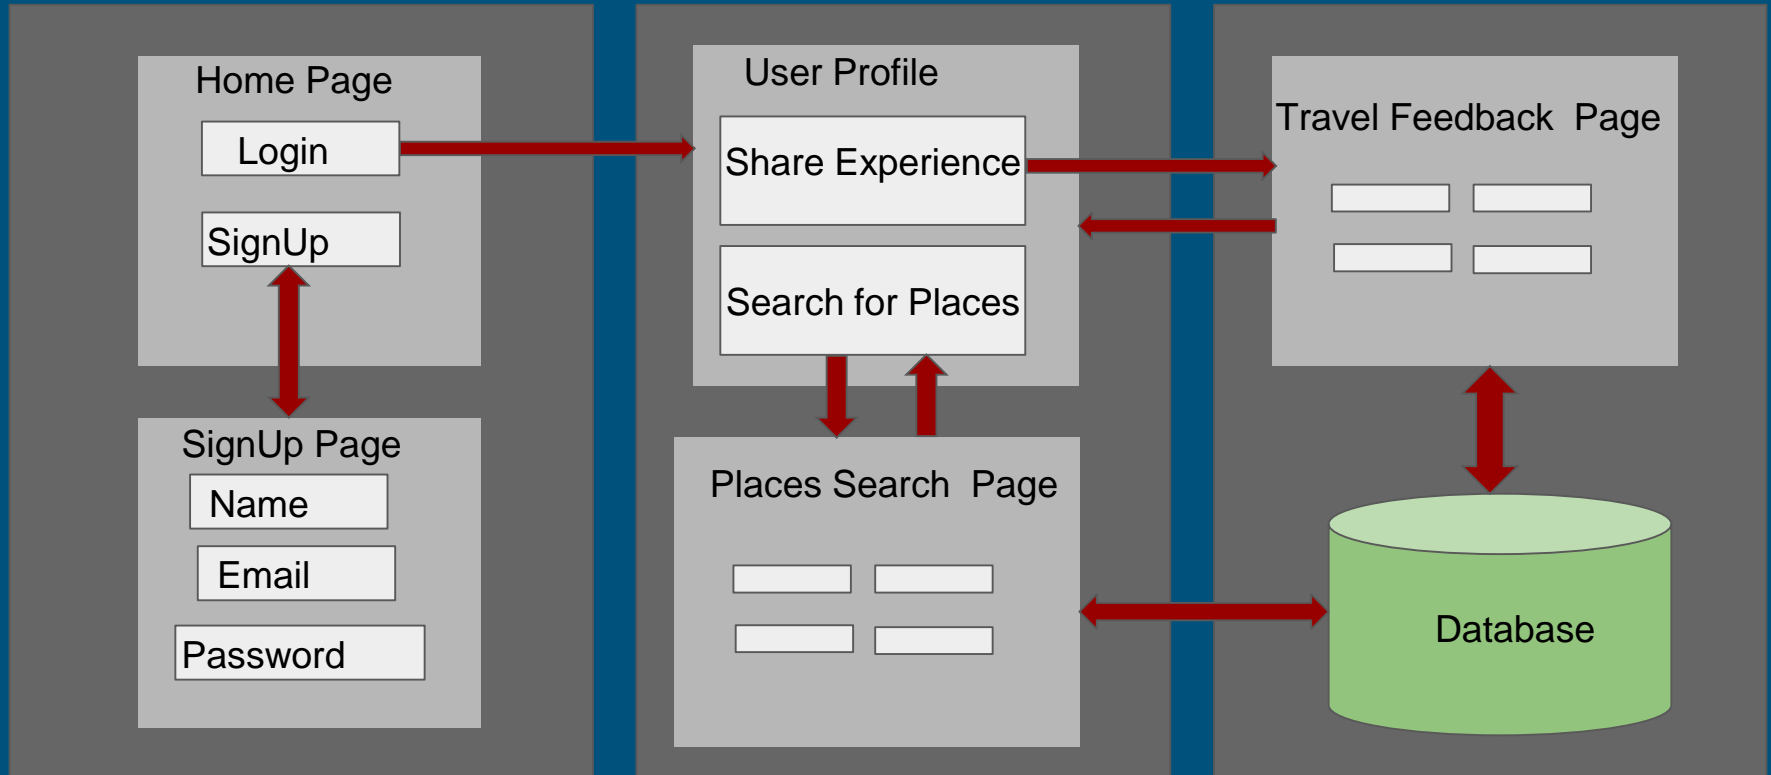 Home Page
Login
SignUp
SignUp Page
Name
Email
Password
User Profile
Share Experience
Search for Places
Places Search  Page
Travel Feedback  Page
Database